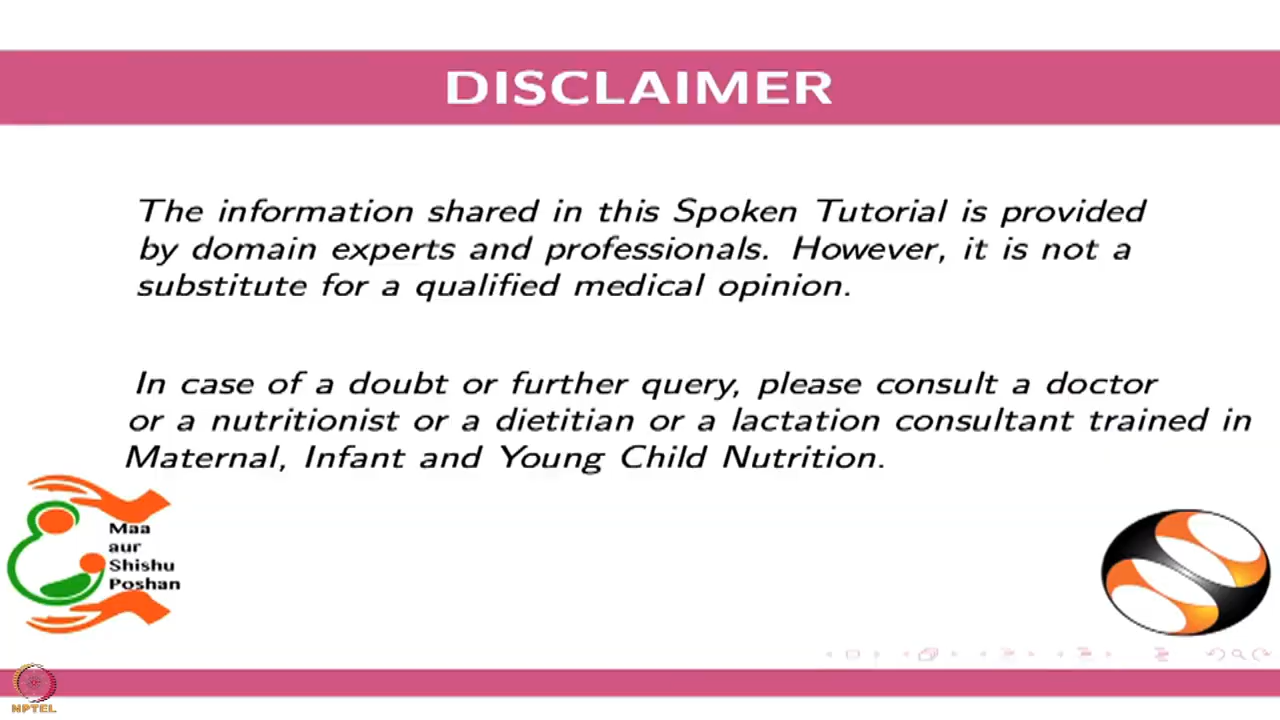 DISCLAIMER
The information shared in this Spoken Tutorial is provided
by domain experts and professionals. However, it is not a
substitute for a qualified medical opinion.
In case of a doubt or further query, please consult a doctor
or a nutritionist or a dietitian or a lactation consultant trained in
Maternal, Infant and Young Child Nutrition.
Maa
aur
Shishu
Poshan
NPTEL